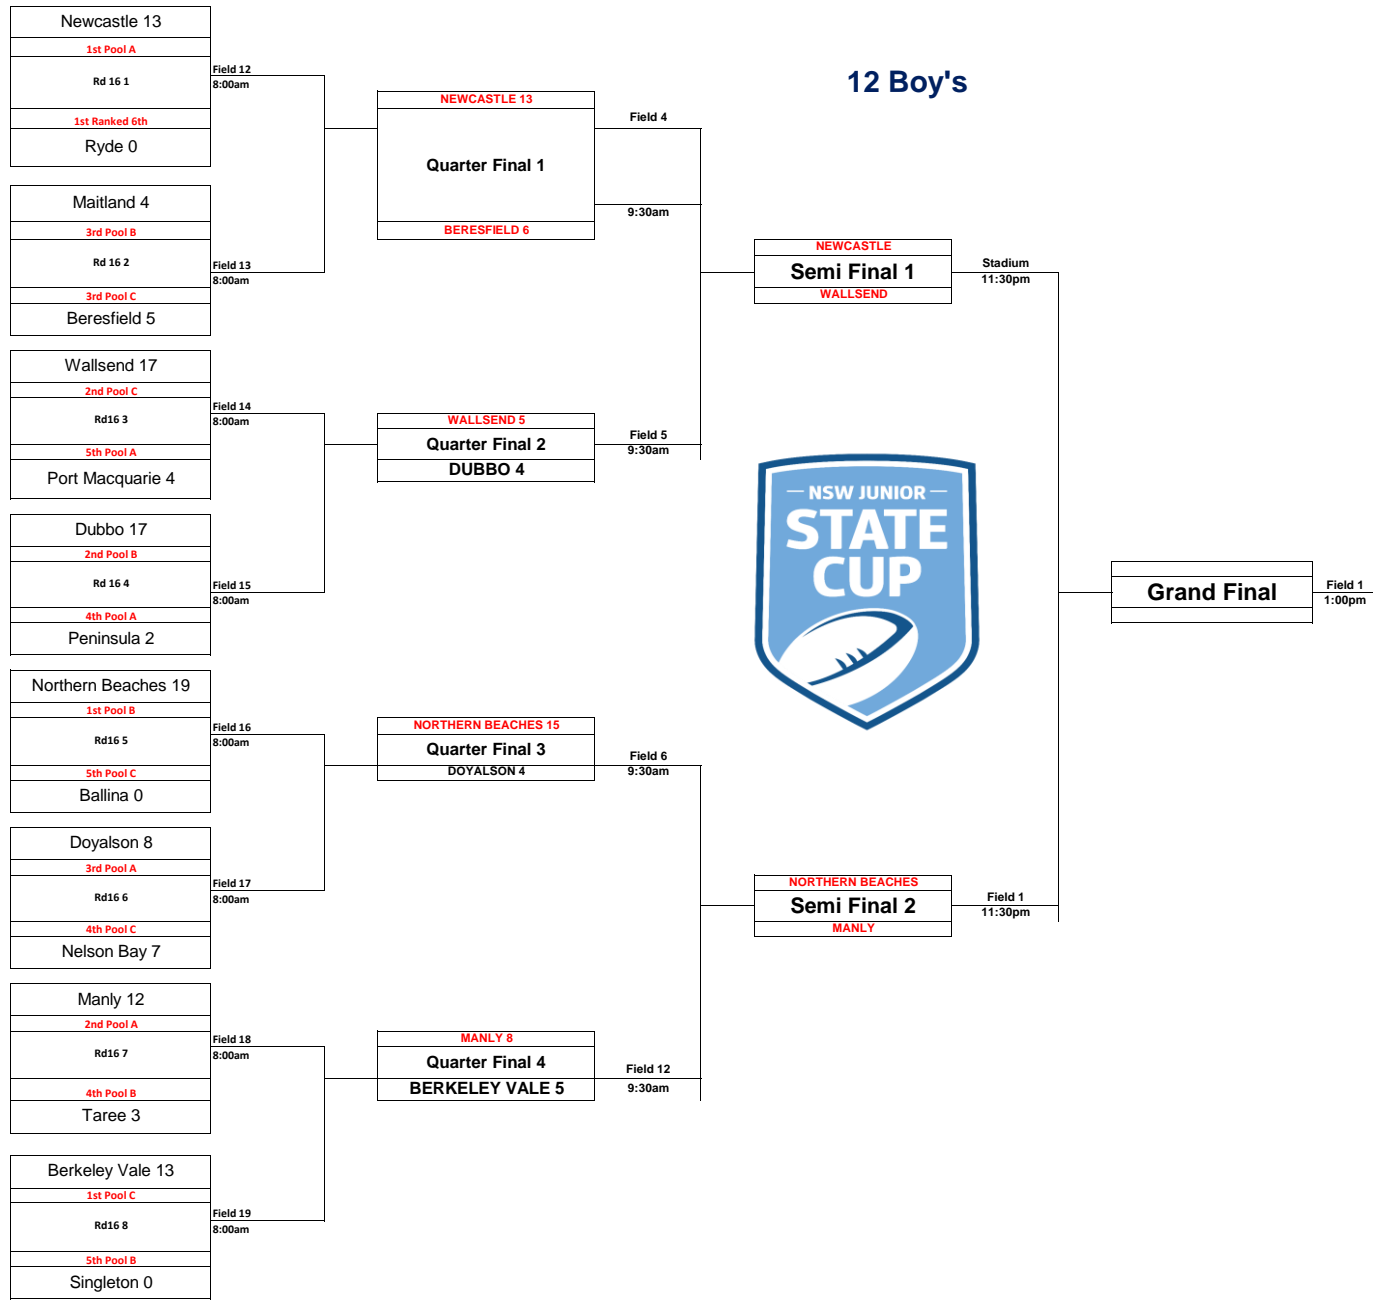 12 Boy's
Newcastle 13
1st Pool A
Rd 16 1
1st Ranked 6th
Ryde 0
Field 12
8:00am
Maitland 4
3rd Pool B
Rd 16 2
3rd Pool C
Beresfield 5
Field 13
8:00am
Wallsend 17
2nd Pool C
Rd16 3
5th Pool A
Port Macquarie 4
Field 14
8:00am
Dubbo 17
2nd Pool B
Rd 16 4
4th Pool A
Peninsula 2
Field 15
8:00am
Northern Beaches 19
1st Pool B
Rd16 5
5th Pool C
Ballina 0
Field 16
8:00am
Doyalson 8
3rd Pool A
Rd16 6
4th Pool C
Nelson Bay 7
Field 17
8:00am
Manly 12
2nd Pool A
Rd16 7
4th Pool B
Taree 3
Field 18
8:00am
Berkeley Vale 13
1st Pool C
Rd16 8
5th Pool B
Singleton 0
Field 19
8:00am
NEWCASTLE 13
Quarter Final 1
BERESFIELD 6
Field 4
9:30am
WALLSEND 5
Quarter Final 2
DUBBO 4
Field 5
9:30am
NORTHERN BEACHES 15
Quarter Final 3
DOYALSON 4
Field 6
9:30am
MANLY 8
Quarter Final 4
BERKELEY VALE 5
Field 12
9:30am
NEWCASTLE
Semi Final 1
WALLSEND
Stadium
11:30pm
NSW JUNIOR
STATE
CUP
NORTHERN BEACHES
Semi Final 2
MANLY
Field 1
11:30pm
Grand Final
Field 1
1:00pm